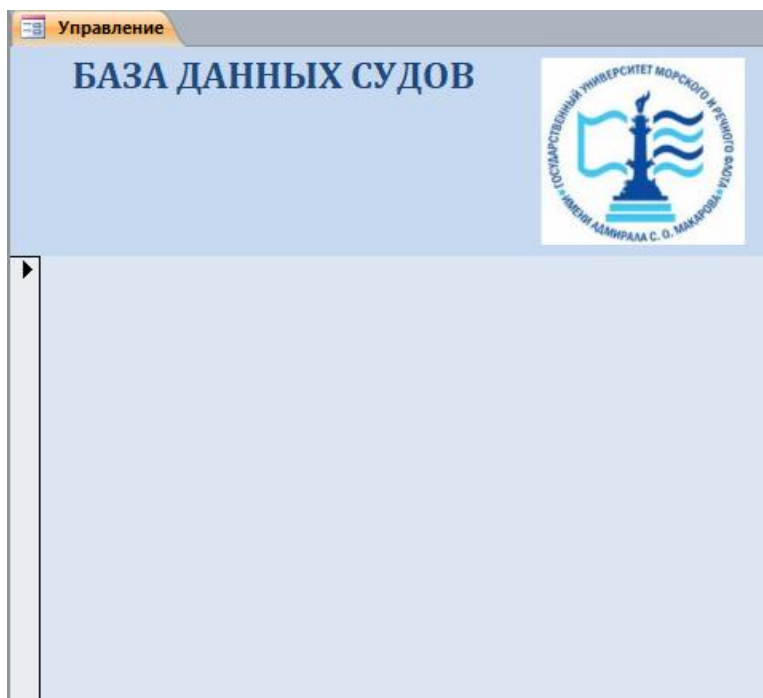 Управление
БАЗА ДАННЫХ СУДОВ
ГОСУДАРСТВЕННЫЙ УНИВЕРСИТЕТ МОРСКОГО И РЕЧНОГО ФЛОТА
ИМЕНИ АДМИРАЛА С. О. МАКАРОВА